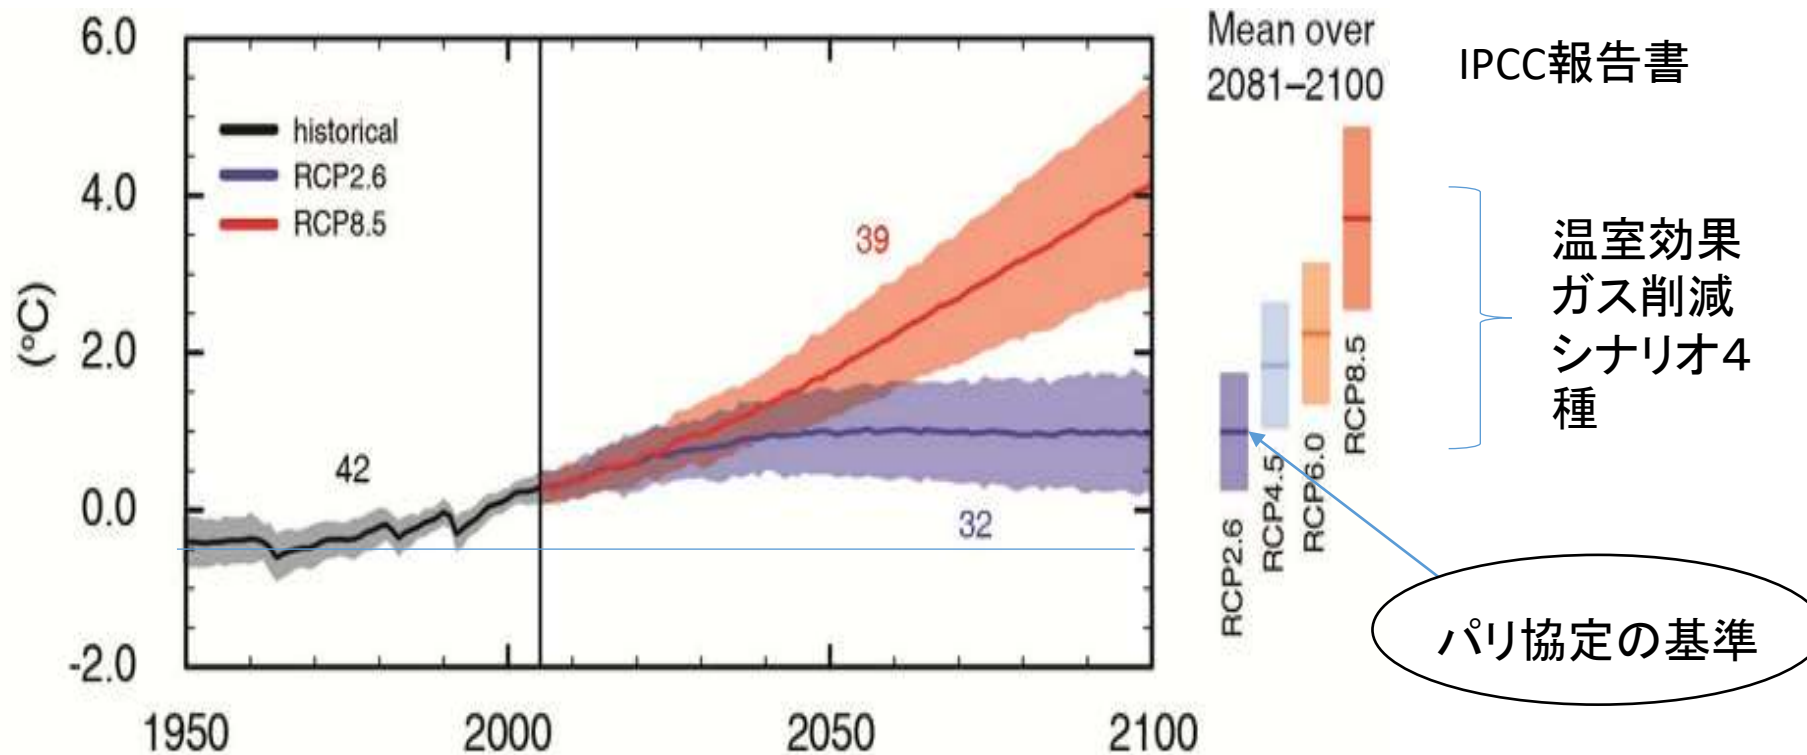 6.0
4.0
2.0
0.0
-2.0
(°C)
1950
2000
2050
2100
historical
RCP2.6
RCP8.5
42
39
32
Mean over
2081–2100
RCP2.6
RCP4.5
RCP6.0
RCP8.5
IPCC報告書
温室効果
ガス削減
シナリオ4
種
パリ協定の基準